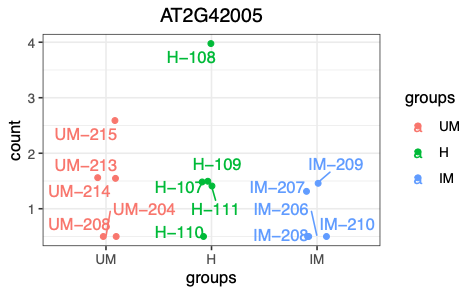 AT2G42005
4
H−108
3
groups
UM−215
UM
count
H
2
IM
UM−213
H−109
IM−209
UM−214
H−107
IM−207
UM−204
H−111
IM−206
1
UM−208
H−110
IM−208
IM−210
UM
H
IM
groups